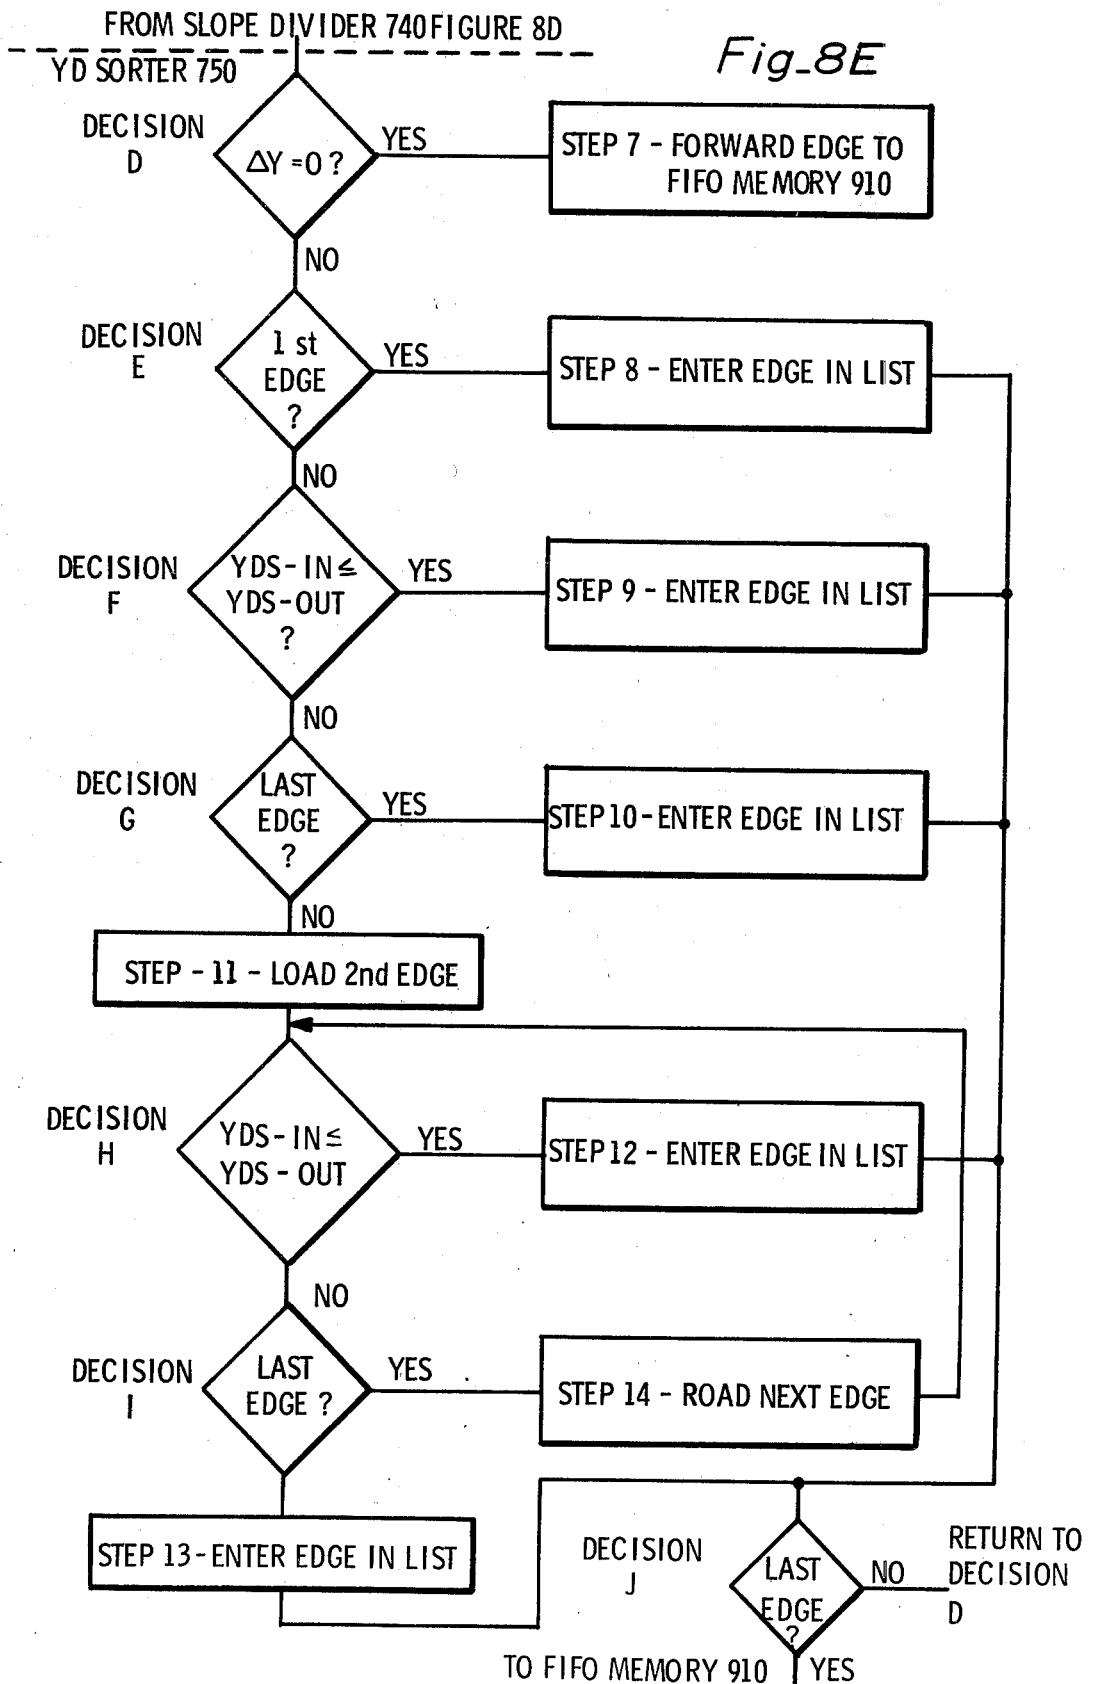 FROM SLOPE DIVIDER 740 FIGURE 8D
Fig_8E
YD SORTER 750
DECISION
D
ΔY =0 ?
YES
STEP 7 - FORWARD EDGE TO
FIFO MEMORY 910
NO
DECISION
E
1 st
EDGE
?
YES
STEP 8 - ENTER EDGE IN LIST
NO
DECISION
F
YDS-IN ≤
YDS-OUT
?
YES
STEP 9 - ENTER EDGE IN LIST
NO
DECISION
G
LAST
EDGE
?
YES
STEP 10 - ENTER EDGE IN LIST
NO
STEP - 11 - LOAD 2nd EDGE
DECISION
H
YDS-IN ≤
YDS - OUT
YES
STEP 12 - ENTER EDGE IN LIST
NO
DECISION
I
LAST
EDGE ?
YES
STEP 14 - ROAD NEXT EDGE
STEP 13 - ENTER EDGE IN LIST
DECISION
J
LAST
EDGE
?
NO
RETURN TO
DECISION
D
TO FIFO MEMORY 910
YES